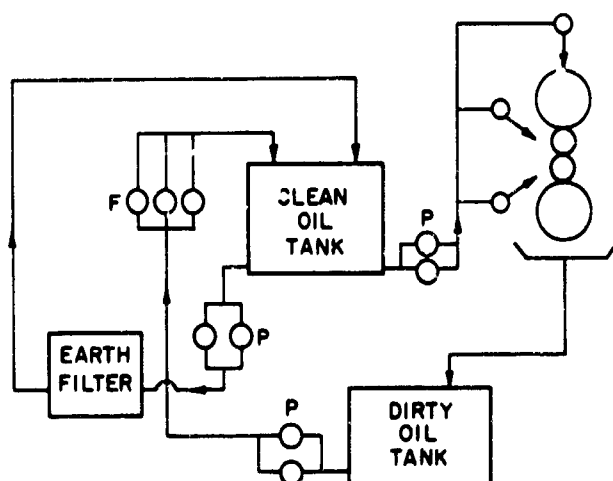 F
CLEAN
OIL
TANK
P
P
EARTH
FILTER
P
DIRTY
OIL
TANK